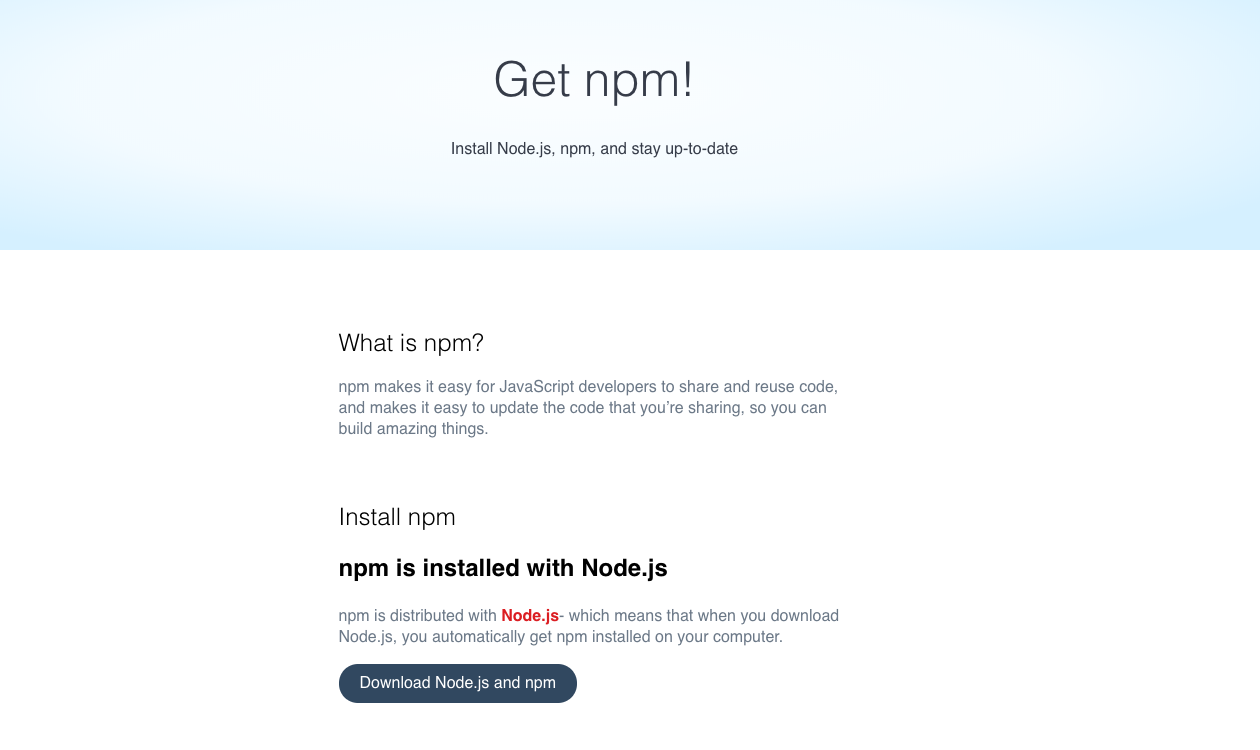 Get npm!
Install Node.js, npm, and stay up-to-date
What is npm?
npm makes it easy for JavaScript developers to share and reuse code,
and makes it easy to update the code that you’re sharing, so you can
build amazing things.
Install npm
npm is installed with Node.js
npm is distributed with Node.js- which means that when you download
Node.js, you automatically get npm installed on your computer.
Download Node.js and npm